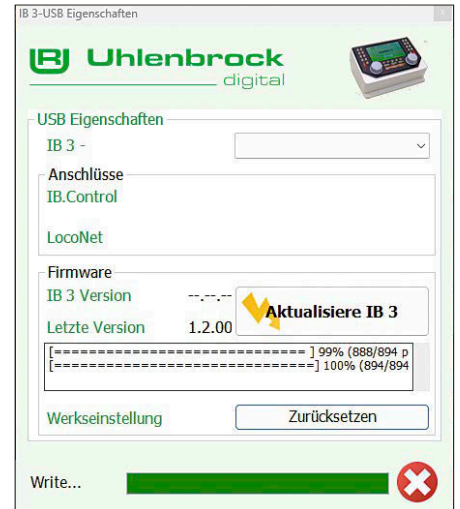 IB 3-USB Eigenschaften
Uhlenbrock
digital
USB Eigenschaften
IB 3 -
Anschlüsse
IB.Control
LocoNet
Firmware
IB 3 Version --.--.--
Aktualisiere IB 3
Letzte Version 1.2.00
[============================= ] 99% (888/894 p
[==============================] 100% (894/894
Werkseinstellung Zurücksetzen
Write...